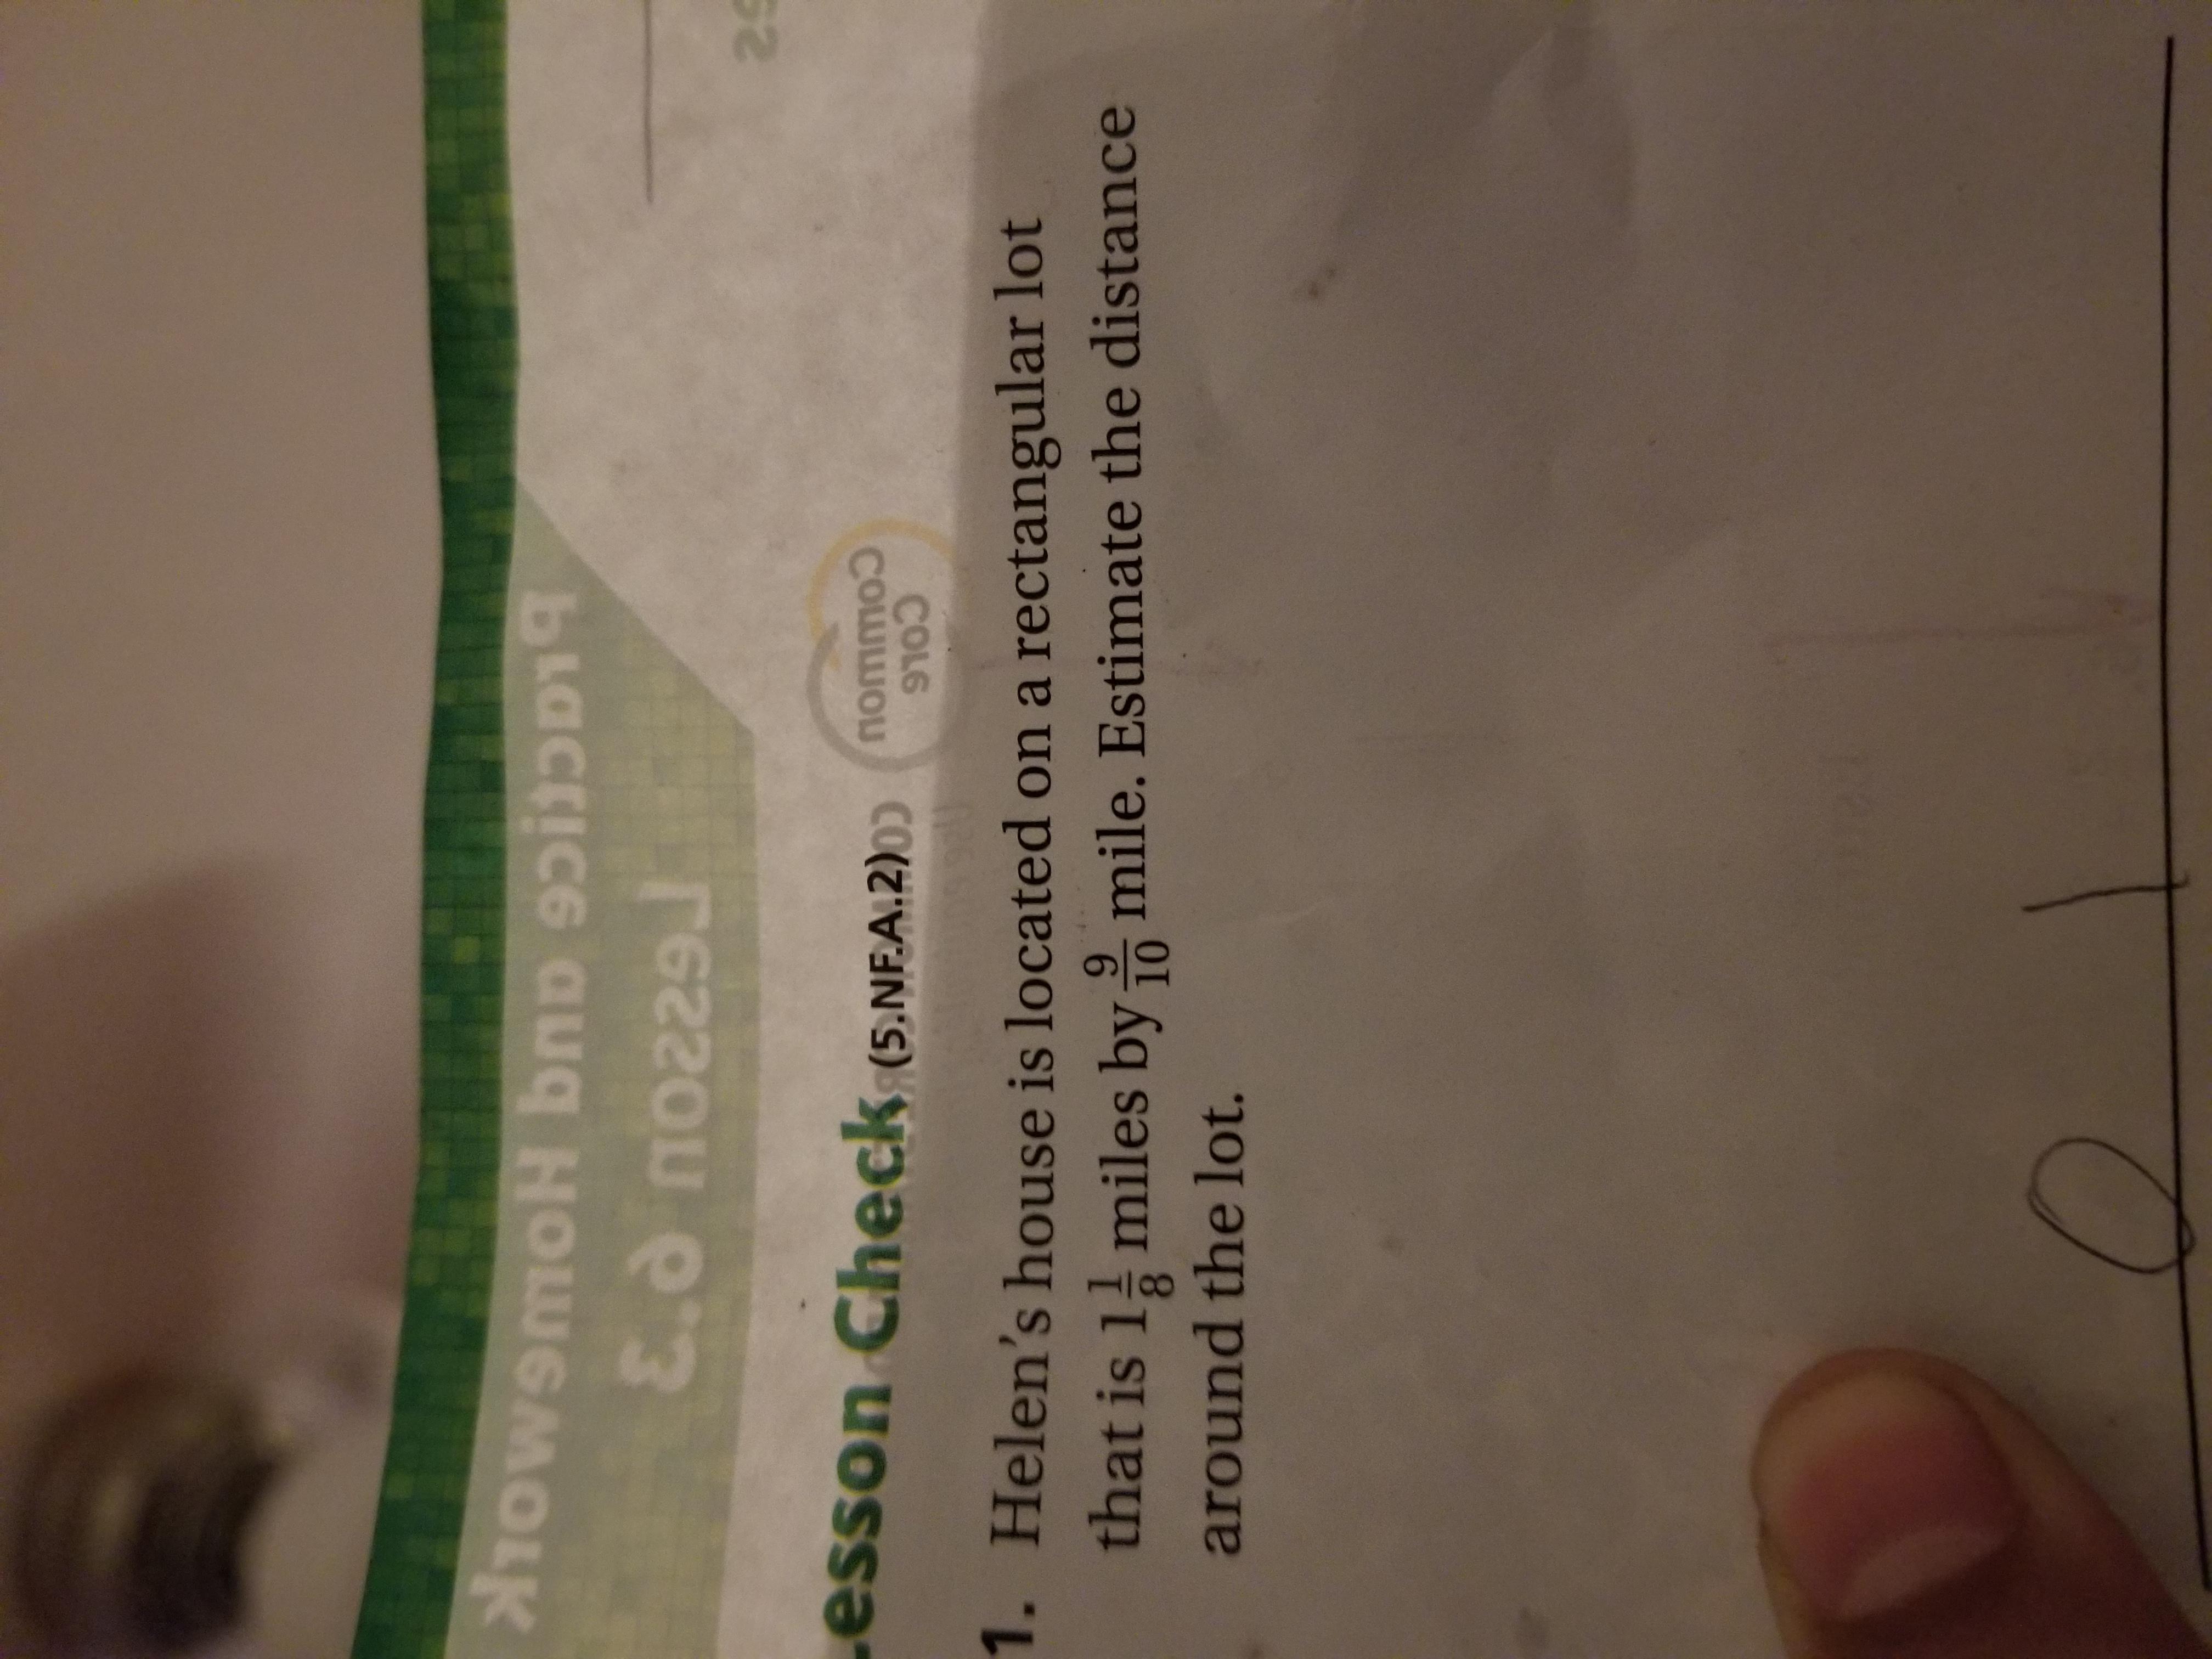 esson Check (5.NF.A.2)
1. Helen's house is located on a rectangular lot
that is 1 1/8 miles by 9/10 mile. Estimate the distance
around the lot.
Practice and Homework
Lesson 6.3
Common
Core